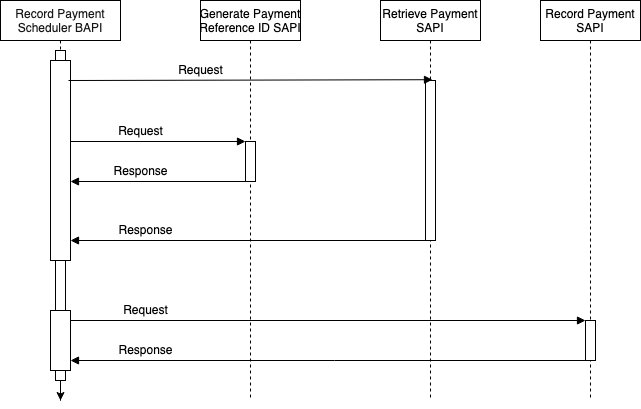 Record Payment
Scheduler BAPI
Generate Payment
Reference ID SAPI
Retrieve Payment
SAPI
Record Payment
SAPI
Request
Request
Response
Response
Request
Response